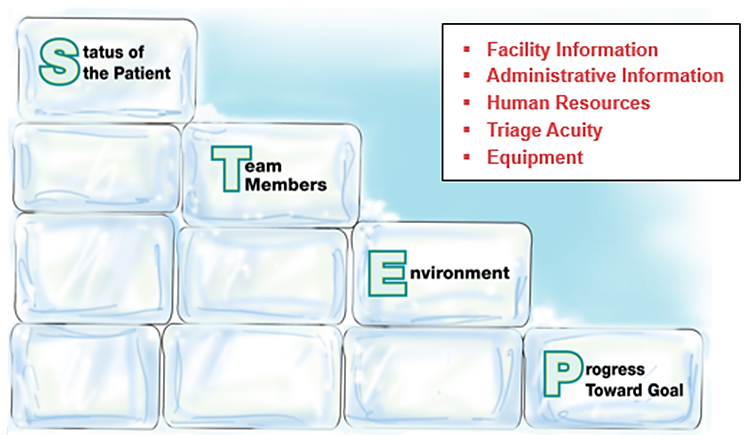 Status of
the Patient
Team
Members
Environment
Progress
Toward Goal
▪ Facility Information
▪ Administrative Information
▪ Human Resources
▪ Triage Acuity
▪ Equipment